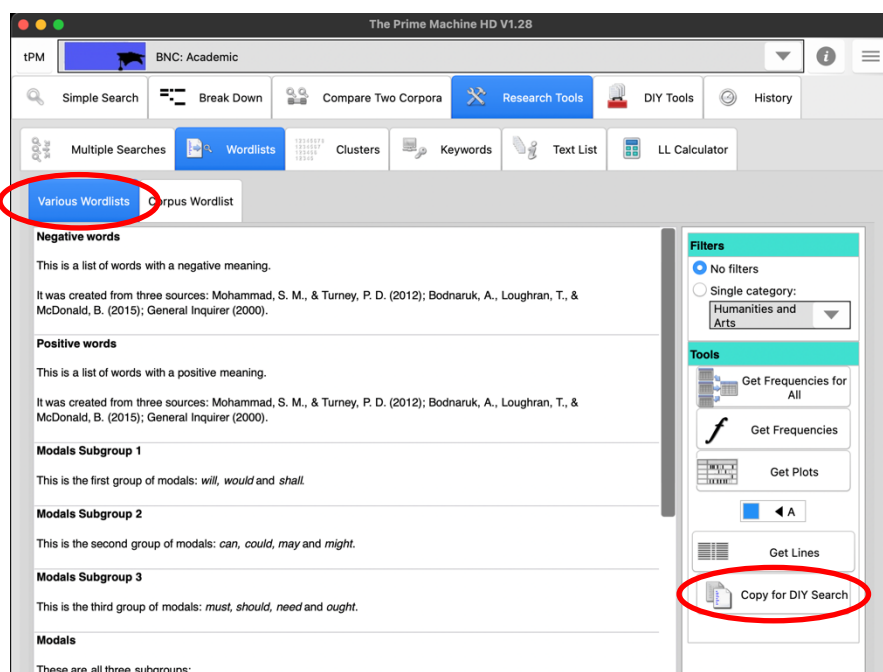 The Prime Machine HD V1.28
tPM
BNC: Academic
i
Simple Search
Break Down
Compare Two Corpora
Research Tools
DIY Tools
History
Multiple Searches
Wordlists
Clusters
Keywords
Text List
LL Calculator
Various Wordlists
Corpus Wordlist
Negative words
This is a list of words with a negative meaning.
It was created from three sources: Mohammad, S. M., & Turney, P. D. (2012); Bodnaruk, A., Loughran, T., &
McDonald, B. (2015); General Inquirer (2000).
Positive words
This is a list of words with a positive meaning.
It was created from three sources: Mohammad, S. M., & Turney, P. D. (2012); Bodnaruk, A., Loughran, T., &
McDonald, B. (2015); General Inquirer (2000).
Modals Subgroup 1
This is the first group of modals: will, would and shall.
Modals Subgroup 2
This is the second group of modals: can, could, may and might.
Modals Subgroup 3
This is the third group of modals: must, should, need and ought.
Modals
These are all three subgroups:
Filters
No filters
Single category:
Humanities and
Arts
Tools
Get Frequencies for
All
f
Get Frequencies
Get Plots
A
Get Lines
Copy for DIY Search